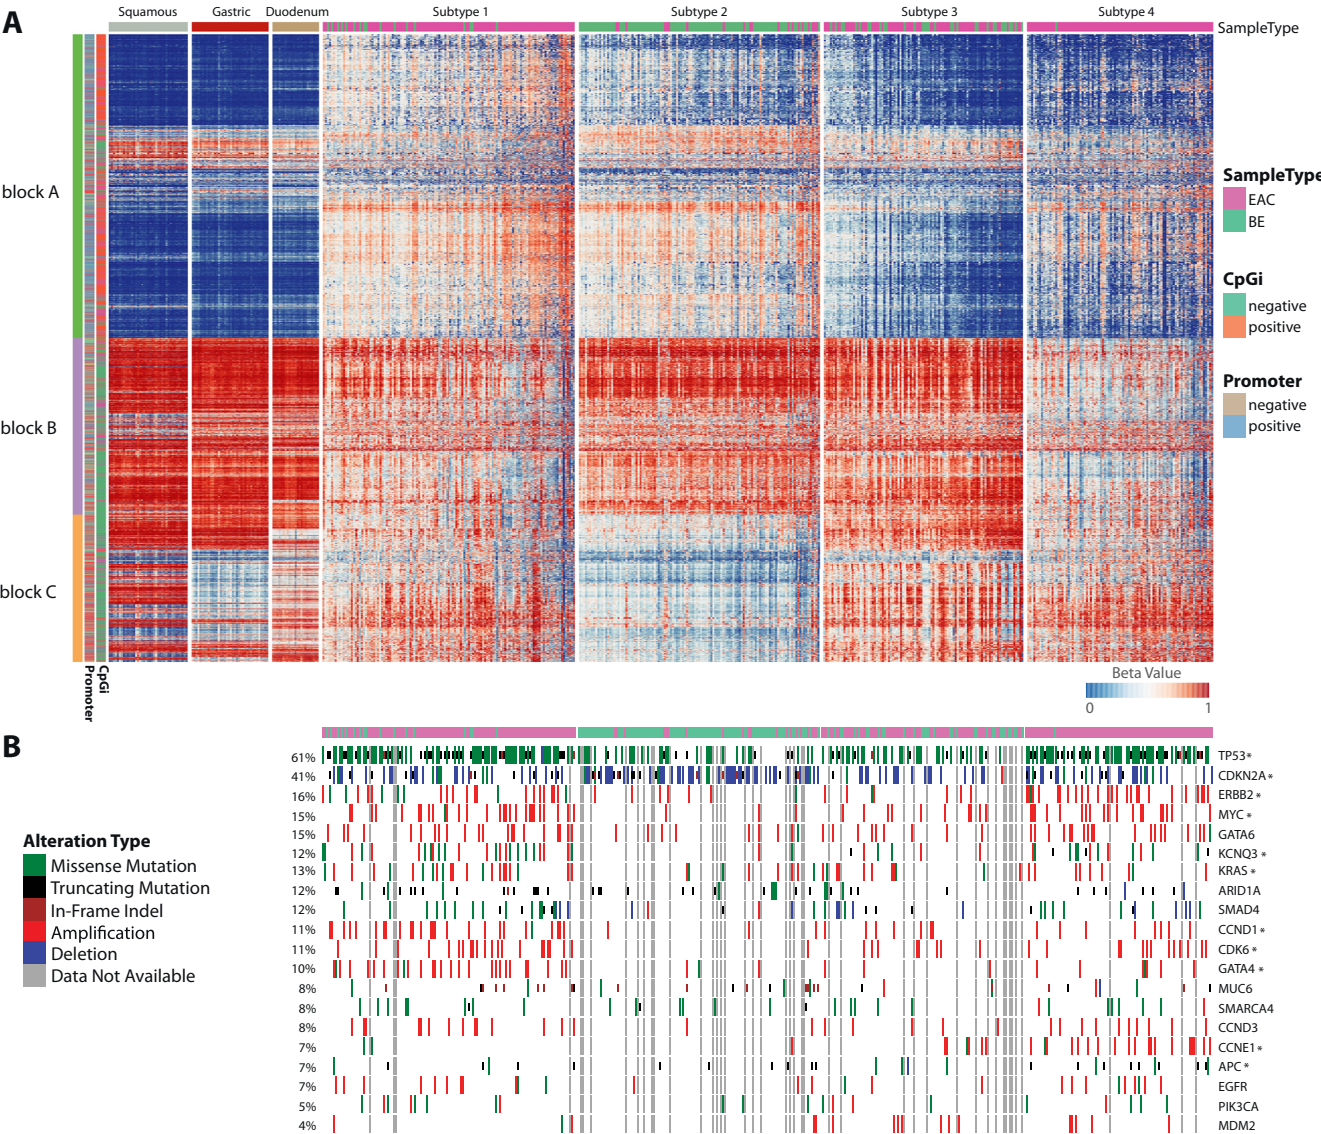 A
Squamous Gastric Duodenum Subtype 1 Subtype 2 Subtype 3 Subtype 4
SampleType
block A
block B
block C
Promoter
CpGi
SampleType
EAC
BE
CpGi
negative
positive
Promoter
negative
positive
Beta Value
0 1
B
61% TP53*
41% CDKN2A*
16% ERBB2*
15% MYC*
15% GATA6
12% KCNQ3*
13% KRAS*
12% ARID1A
12% SMAD4
11% CCND1*
11% CDK6*
10% GATA4*
8% MUC6
8% SMARCA4
8% CCND3
7% CCNE1*
7% APC*
7% EGFR
5% PIK3CA
4% MDM2
Alteration Type
Missense Mutation
Truncating Mutation
In-Frame Indel
Amplification
Deletion
Data Not Available